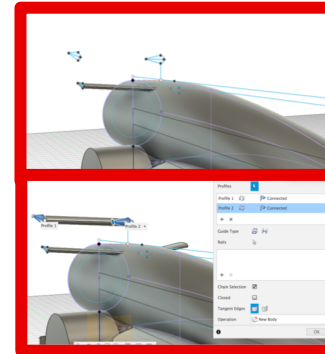 Profiles
Profile 1 Connected
Profile 2 Connected
Profile 1 Profile 2
Guide Type
Rails
Chain Selection
Closed
Tangent Edges
Operation New Body
OK